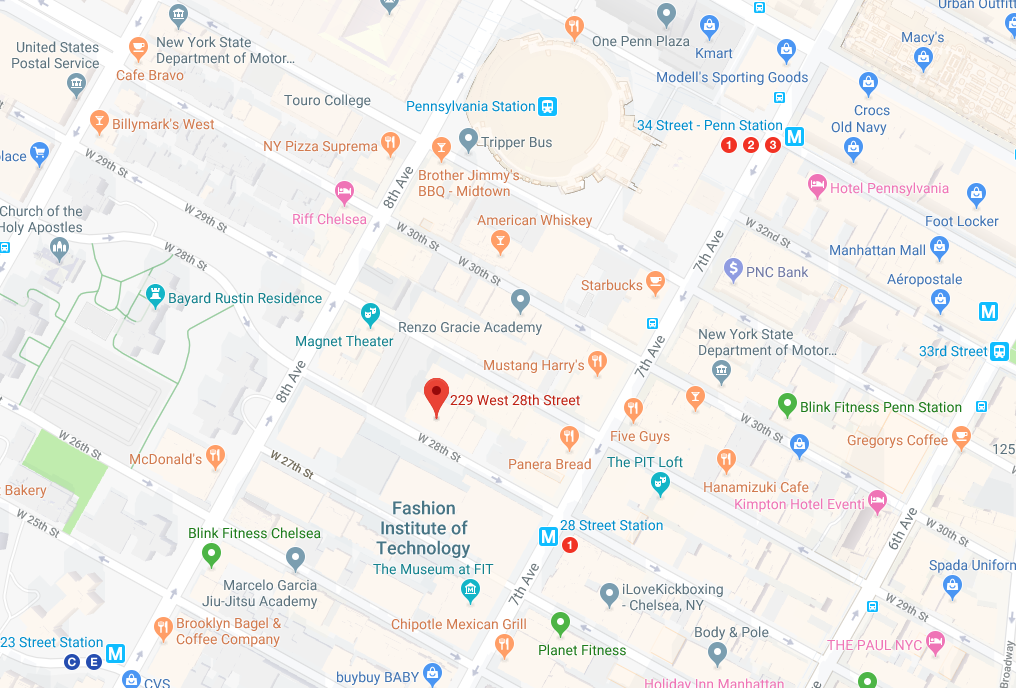 Urban Outfitt
New York State
Department of Motor...
United States
Postal Service
Cafe Bravo
One Penn Plaza
Kmart
Macy's
Modell's Sporting Goods
Touro College
Pennsylvania Station
Crocs
Old Navy
Billymark's West
34 Street - Penn Station
M
1 2 3
NY Pizza Suprema
Tripper Bus
place
W 29th St
8th Ave
Brother Jimmy's
BBQ - Midtown
Hotel Pennsylvania
Riff Chelsea
Church of the
Holy Apostles
W 29th St
American Whiskey
Foot Locker
W 30th St
W 32nd St
7th Ave
W 28th St
Manhattan Mall
W 30th St
PNC Bank
Aéropostale
Starbucks
Bayard Rustin Residence
M
Renzo Gracie Academy
Magnet Theater
New York State
Department of Motor...
33rd Street
7th Ave
Mustang Harry's
8th Ave
229 West 28th Street
Blink Fitness Penn Station
W 30th St
Five Guys
Gregorys Coffee
W 26th St
W 28th St
125
McDonald's
W 27th St
Panera Bread
The PIT Loft
Hanamizuki Cafe
Bakery
Kimpton Hotel Eventi
W 25th St
Fashion
Institute of
Technology
6th Ave
W 30th St
28 Street Station
M
1
Blink Fitness Chelsea
The Museum at FIT
Spada Uniform
7th Ave
Marcelo Garcia
Jiu-Jitsu Academy
iLoveKickboxing
- Chelsea, NY
W 29th St
Brooklyn Bagel &
Coffee Company
Chipotle Mexican Grill
Body & Pole
23 Street Station
M
C E
Planet Fitness
THE PAUL NYC
Broadway
CVS
buybuy BABY
Holiday Inn Manhattan